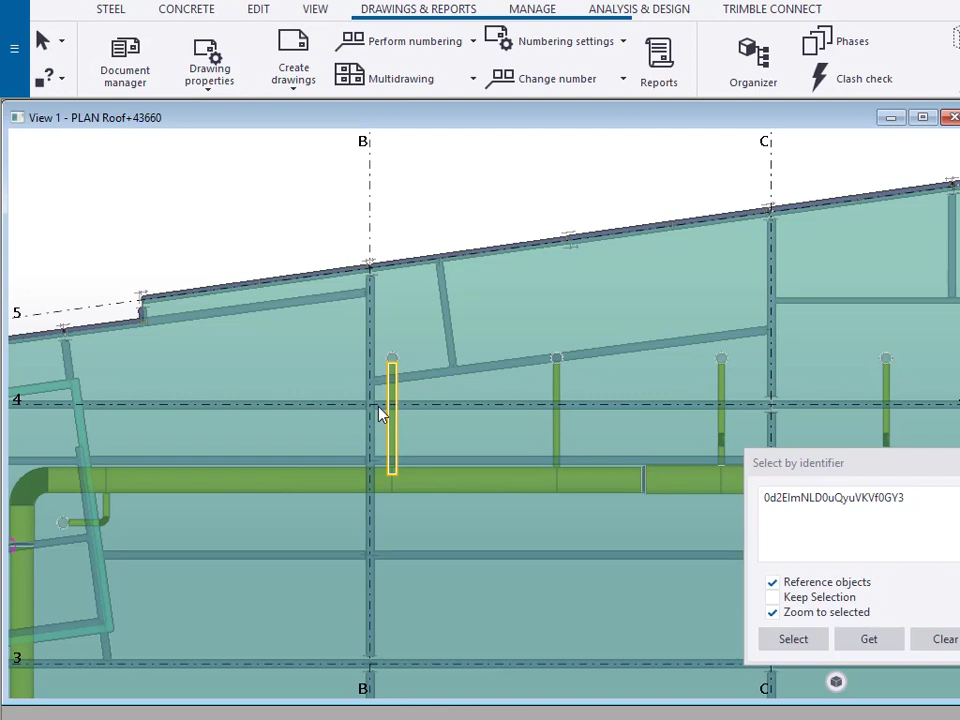 STEEL CONCRETE EDIT VIEW DRAWINGS & REPORTS MANAGE ANALYSIS & DESIGN TRIMBLE CONNECT
Document manager
Drawing properties
Create drawings
Perform numbering
Multidrawing
Numbering settings
Change number
Reports
Organizer
Phases
Clash check
View 1 - PLAN Roof+43660
B C
5
4
3
B C
Select by identifier
0d2ElmNLD0uQyuVKVf0GY3
Reference objects
Keep Selection
Zoom to selected
Select Get Clear